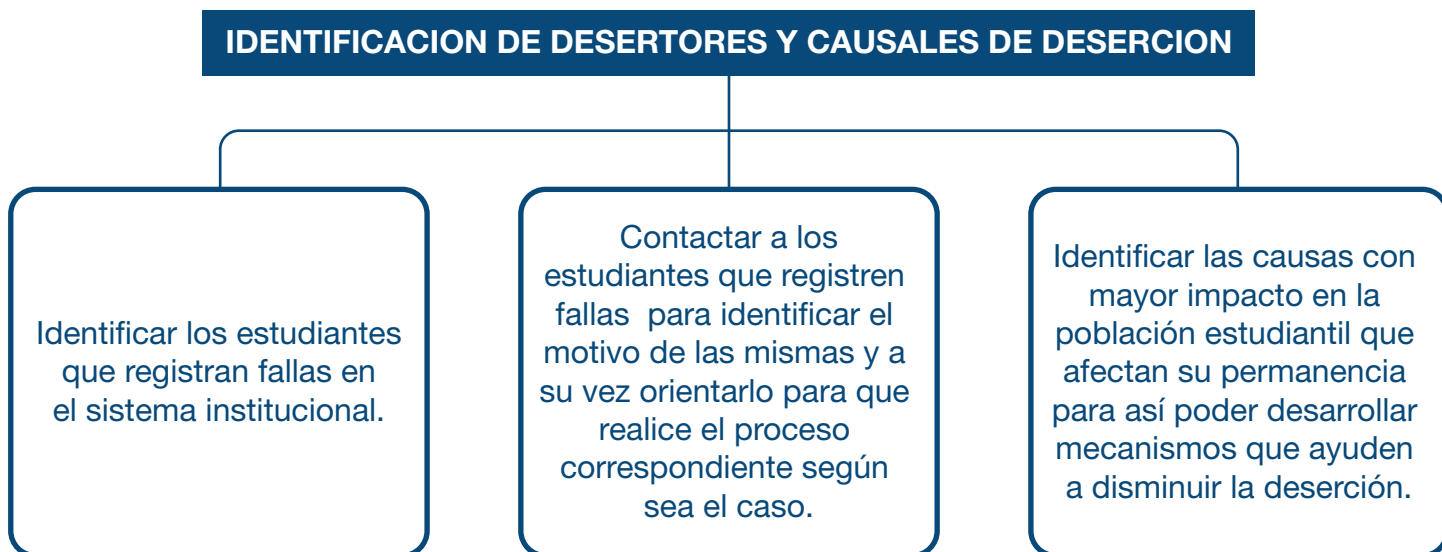 IDENTIFICACION DE DESERTORES Y CAUSALES DE DESERCION
Identificar los estudiantes
que registran fallas en
el sistema institucional.
Contactar a los
estudiantes que registren
fallas  para identificar el
motivo de las mismas y a
su vez orientarlo para que
realice el proceso
correspondiente según
sea el caso.
Identificar las causas con
mayor impacto en la
población estudiantil que
afectan su permanencia
para así poder desarrollar
mecanismos que ayuden
a disminuir la deserción.